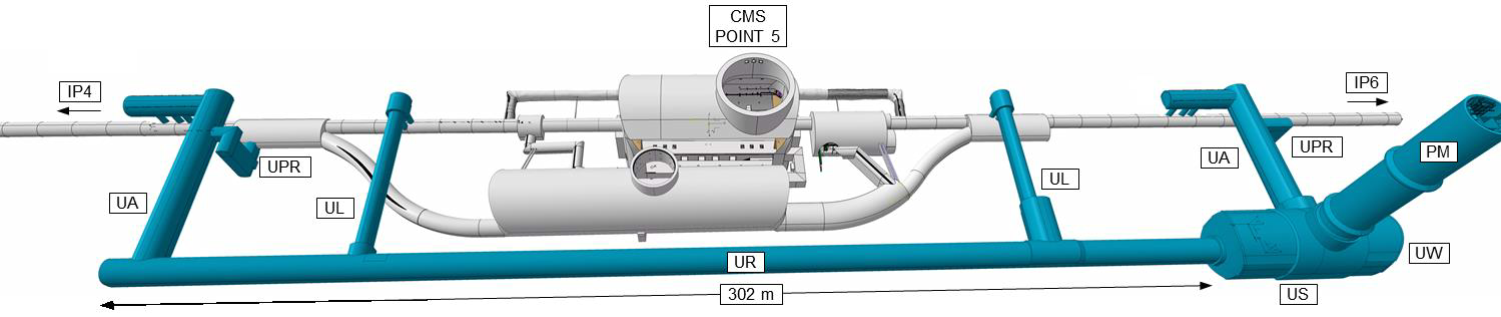 CMS
POINT 5
IP4
IP6
UPR
UPR
PM
UA
UA
UL
UL
UR
UW
302 m
US